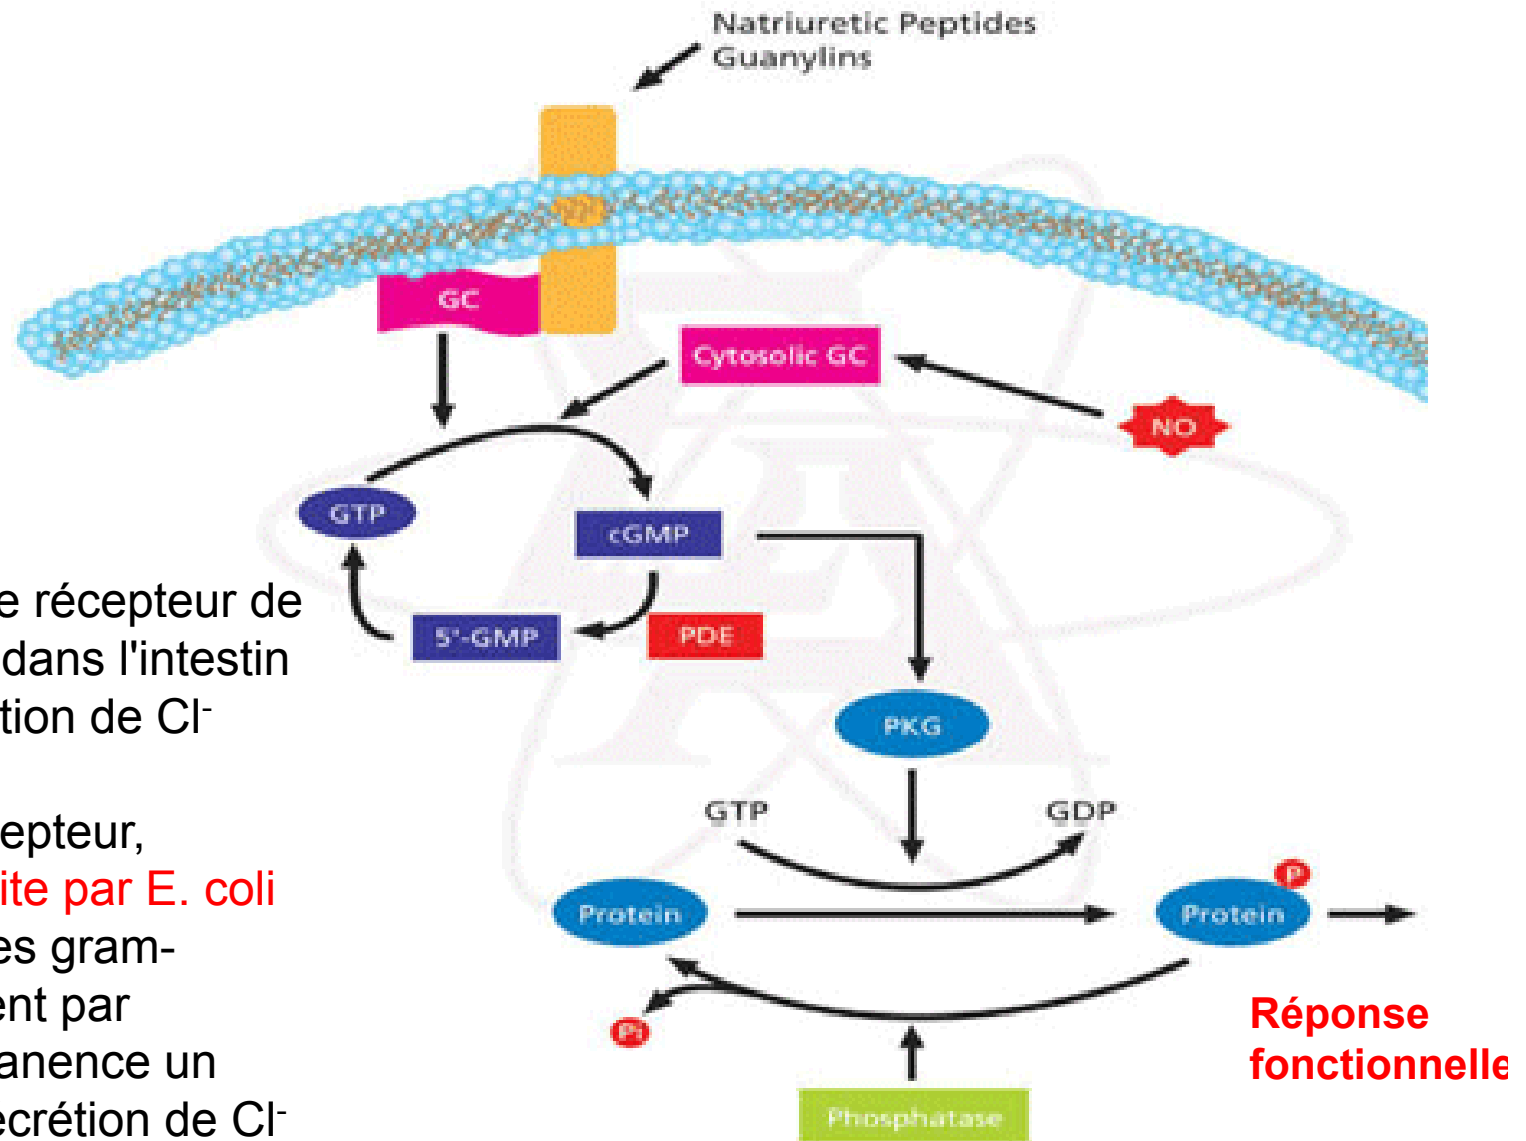 Natriuretic Peptides
Guanylins
GC
Cytosolic GC
NO
GTP
cGMP
5'-GMP
PDE
PKG
GTP
GDP
Protein
P
Protein
Pi
Phosphatase
e récepteur de
dans l'intestin
tion de Cl-
epteur,
ite par E. coli
es gram-
ent par
anence un
ecrétion de Cl-
Réponse
fonctionnelle